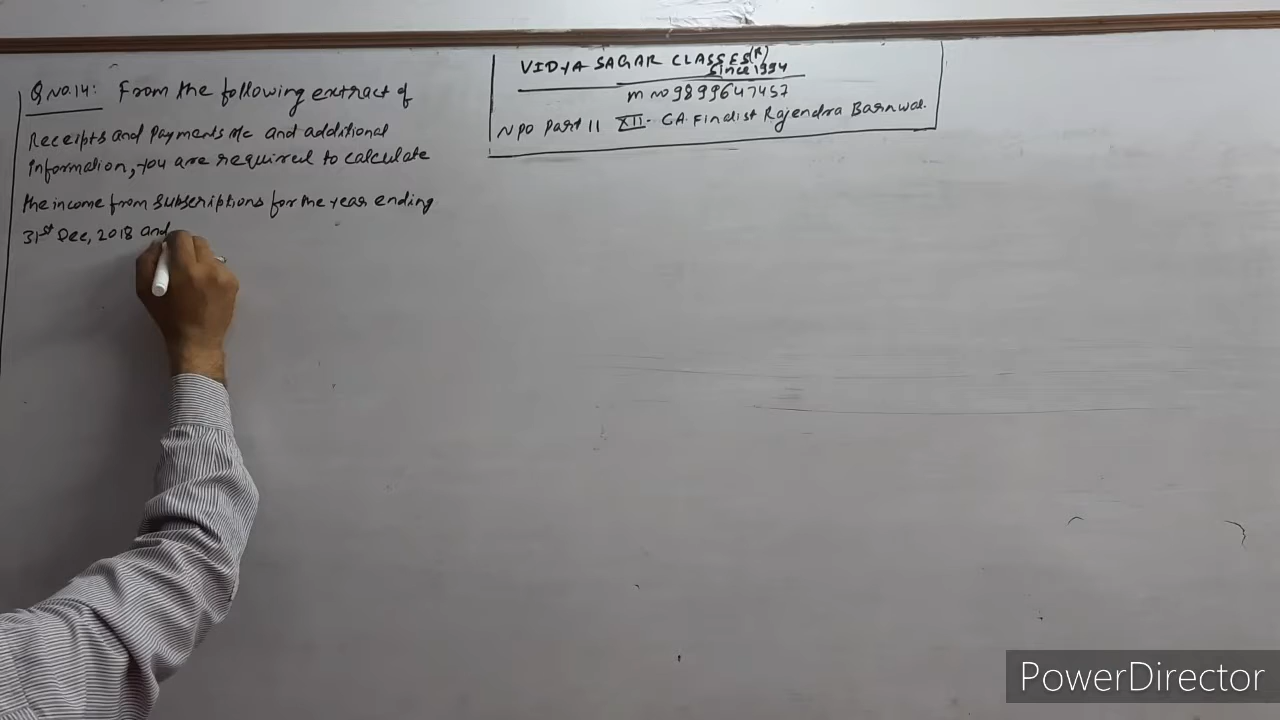 Q No.14: From the following extract of
Receipts and Payments A/c and additional
Information, you are required to calculate
the income from subscriptions for the year ending
31st Dec, 2018 and
VIDYA SAGAR CLASSES (R)
Since 1994
m no 9899647457
NPO Part 11 XII - CA. Finalist Rajendra Barnwal.
PowerDirector